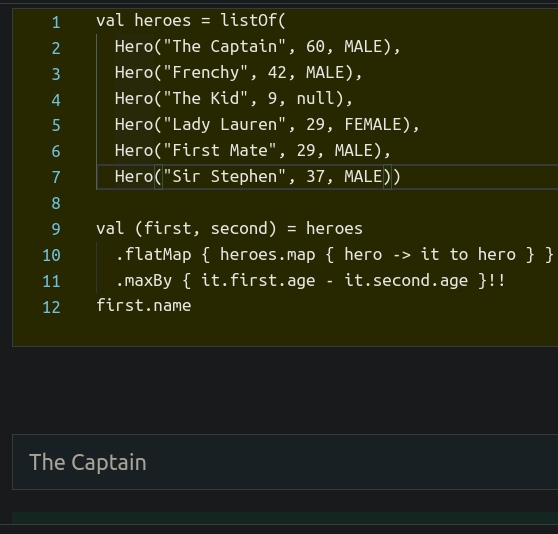 1 val heroes = listOf(
2 Hero("The Captain", 60, MALE),
3 Hero("Frenchy", 42, MALE),
4 Hero("The Kid", 9, null),
5 Hero("Lady Lauren", 29, FEMALE),
6 Hero("First Mate", 29, MALE),
7 Hero("Sir Stephen", 37, MALE))
8
9 val (first, second) = heroes
10 .flatMap { heroes.map { hero -> it to hero } }
11 .maxBy { it.first.age - it.second.age }!!
12 first.name
The Captain